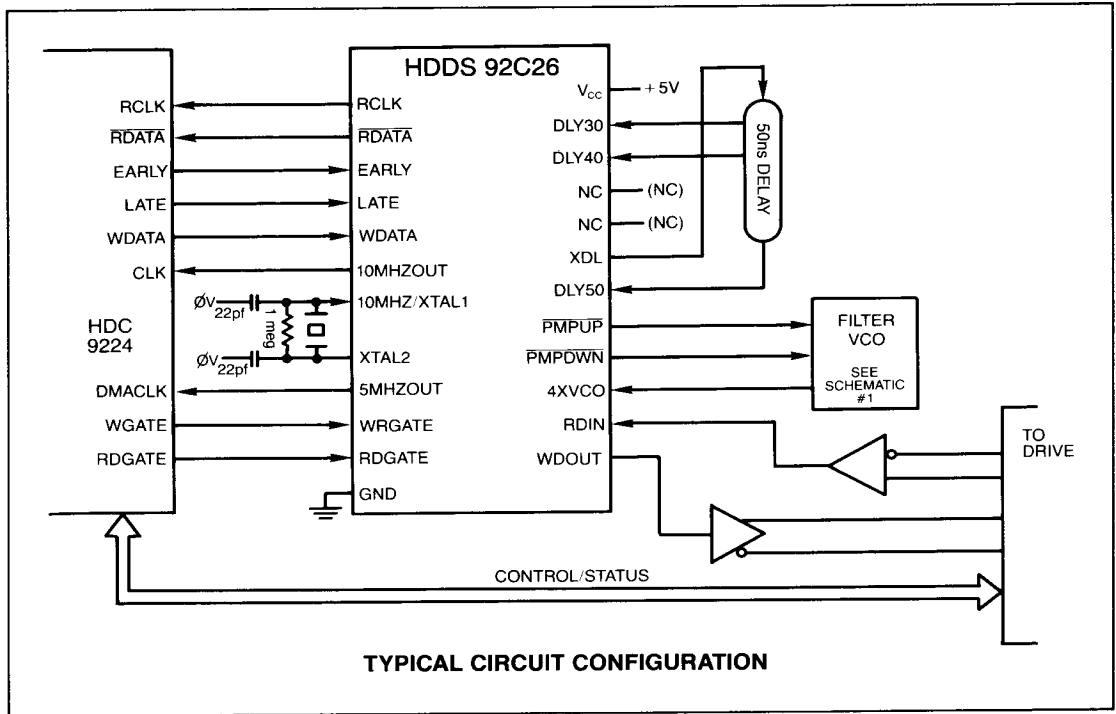 HDDS 92C26
RCLK
RDATA
EARLY
LATE
WDATA
CLK
HDC
9224
DMACLK
WGATE
RDGATE
ØV
22pf
1 meg
ØV
22pf
RCLK
RDATA
EARLY
LATE
WDATA
10MHZOUT
10MHZ/XTAL1
XTAL2
5MHZOUT
WRGATE
RDGATE
GND
VCC
DLY30
DLY40
NC
NC
XDL
DLY50
PMPUP
PMPDWN
4XVCO
RDIN
WDOUT
+ 5V
(NC)
(NC)
50ns DELAY
FILTER
VCO
SEE
SCHEMATIC
#1
TO
DRIVE
CONTROL/STATUS
TYPICAL CIRCUIT CONFIGURATION